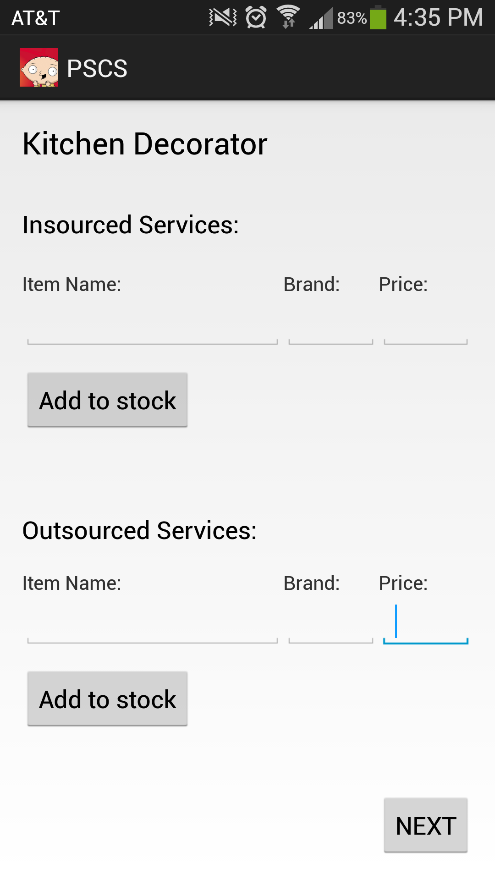 AT&T 83% 4:35 PM
PSCS
Kitchen Decorator
Insourced Services:
Item Name: Brand: Price:
Add to stock
Outsourced Services:
Item Name: Brand: Price:
Add to stock
NEXT